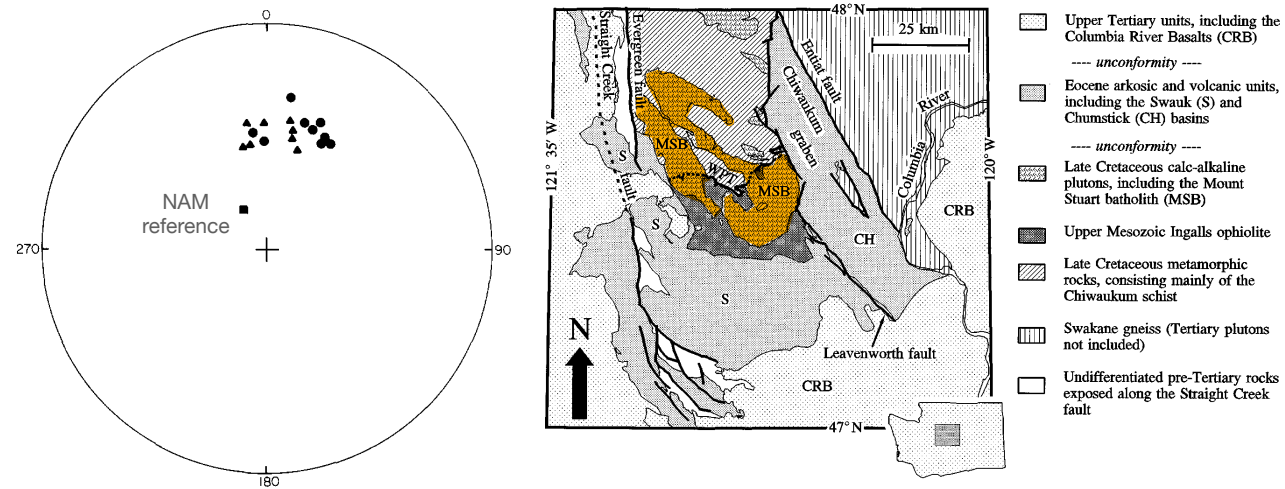 0
270
90
180
NAM
reference
48° N
25 km
Straight Creek
fault
Evergreen fault
Entiat fault
Chiwaukum
graben
River
Columbia
121° 35' W
120° W
S
MSB
WPT
MSB
CRB
S
CH
S
N
Leavenworth fault
CRB
47° N
Upper Tertiary units, including the
Columbia River Basalts (CRB)
---- unconformity ----
Eocene arkosic and volcanic units,
including the Swauk (S) and
Chumstick (CH) basins
---- unconformity ----
Late Cretaceous calc-alkaline
plutons, including the Mount
Stuart batholith (MSB)
Upper Mesozoic Ingalls ophiolite
Late Cretaceous metamorphic
rocks, consisting mainly of the
Chiwaukum schist
Swakane gneiss (Tertiary plutons
not included)
Undifferentiated pre-Tertiary rocks
exposed along the Straight Creek
fault